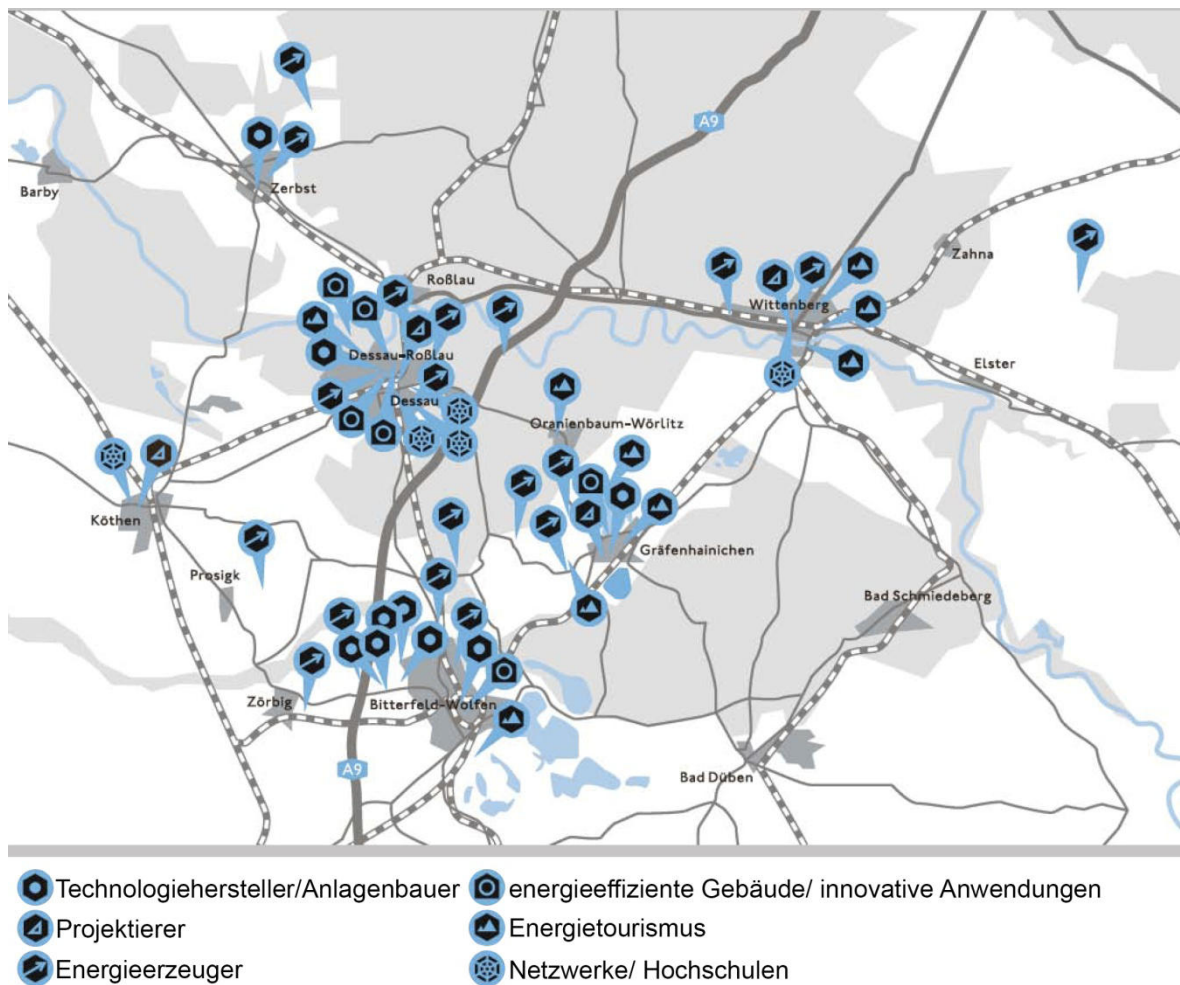 A9
Barby
Zerbst
Zahna
Roßlau
Wittenberg
Dessau-Roßlau
Elster
Dessau
Oranienbaum-Wörlitz
Köthen
Gräfenhainichen
Prosigk
Bad Schmiedeberg
Zörbig
Bitterfeld-Wolfen
A9
Bad Düben
Technologiehersteller/Anlagenbauer
energieeffiziente Gebäude/ innovative Anwendungen
Projektierer
Energietourismus
Energieerzeuger
Netzwerke/ Hochschulen